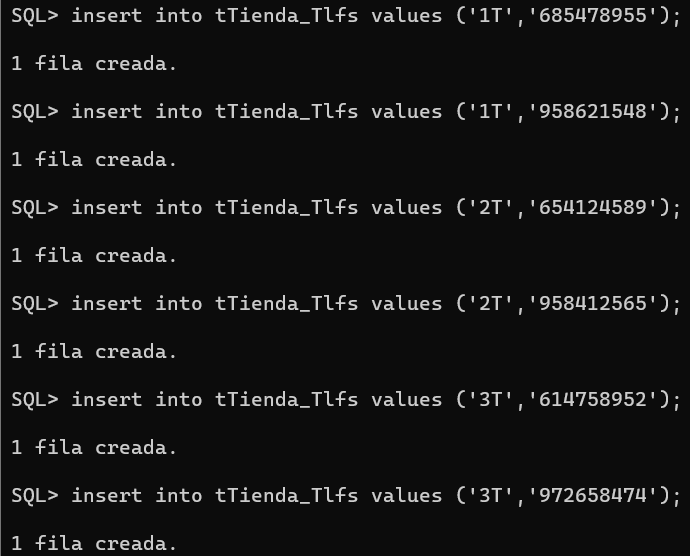 SQL> insert into tTienda_Tlfs values ('1T','685478955');
1 fila creada.
SQL> insert into tTienda_Tlfs values ('1T','958621548');
1 fila creada.
SQL> insert into tTienda_Tlfs values ('2T','654124589');
1 fila creada.
SQL> insert into tTienda_Tlfs values ('2T','958412565');
1 fila creada.
SQL> insert into tTienda_Tlfs values ('3T','614758952');
1 fila creada.
SQL> insert into tTienda_Tlfs values ('3T','972658474');
1 fila creada.